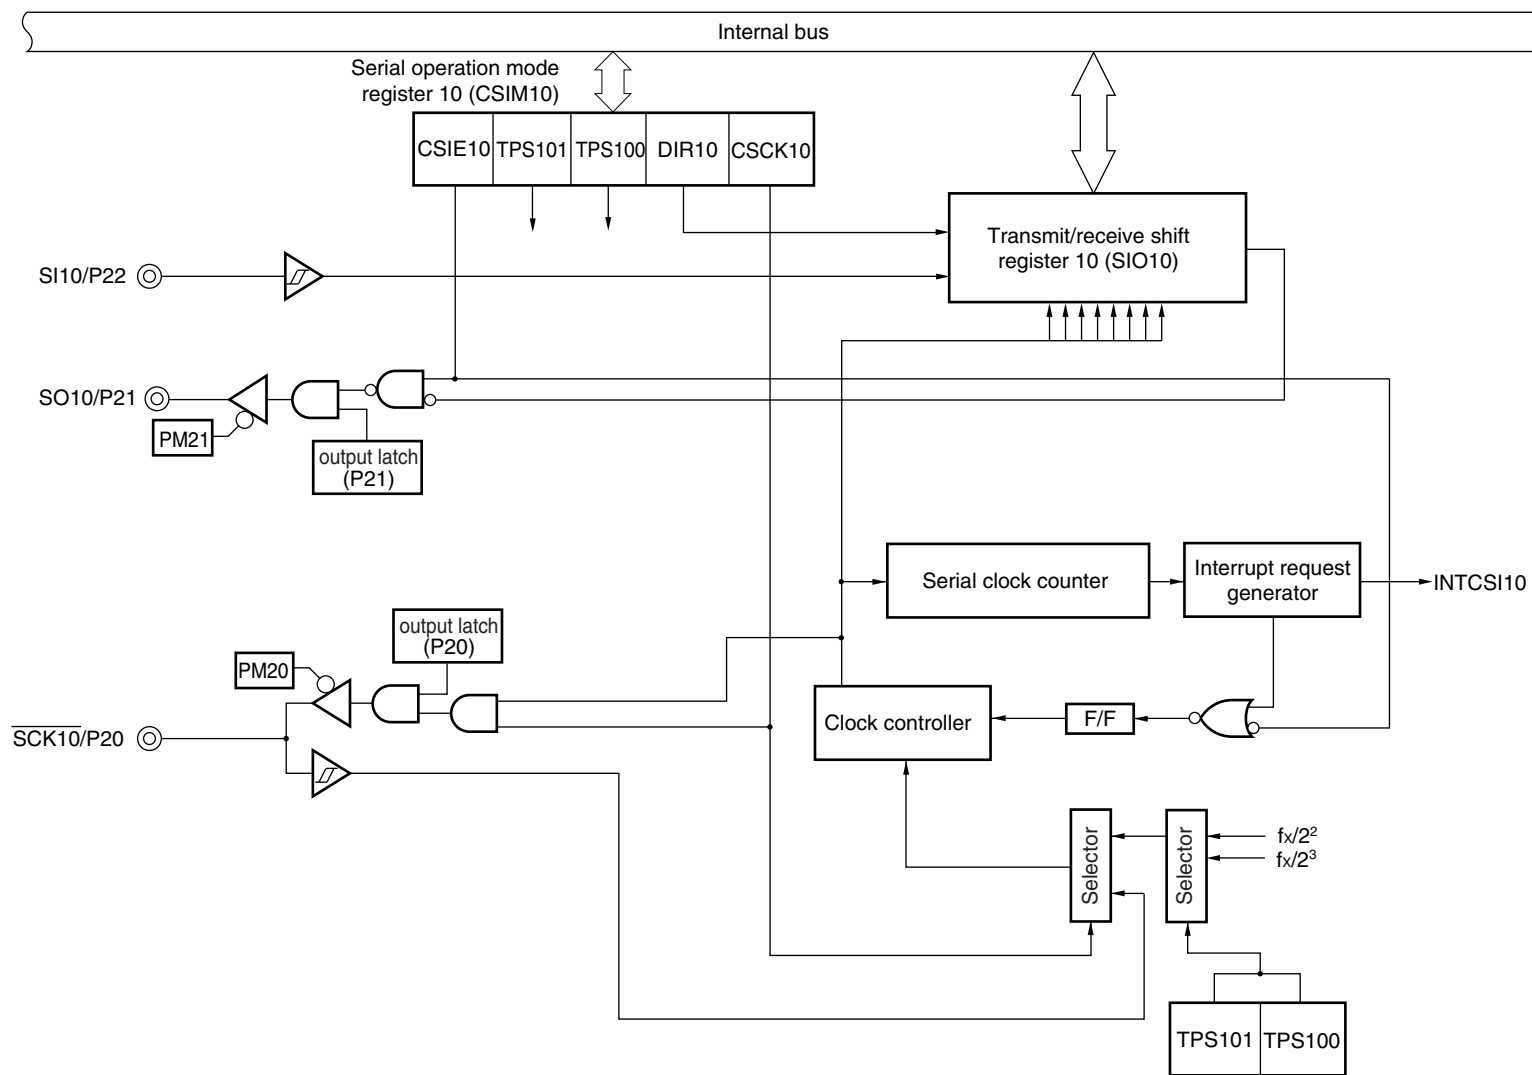 Internal bus
Serial operation mode
register 10 (CSIM10)
CSIE10 TPS101 TPS100 DIR10 CSCK10
Transmit/receive shift
register 10 (SIO10)
SI10/P22
SO10/P21
PM21
output latch
(P21)
Serial clock counter
Interrupt request
generator
INTCSI10
output latch
(P20)
PM20
SCK10/P20
Clock controller
F/F
Selector
Selector
fx/2²
fx/2³
TPS101 TPS100